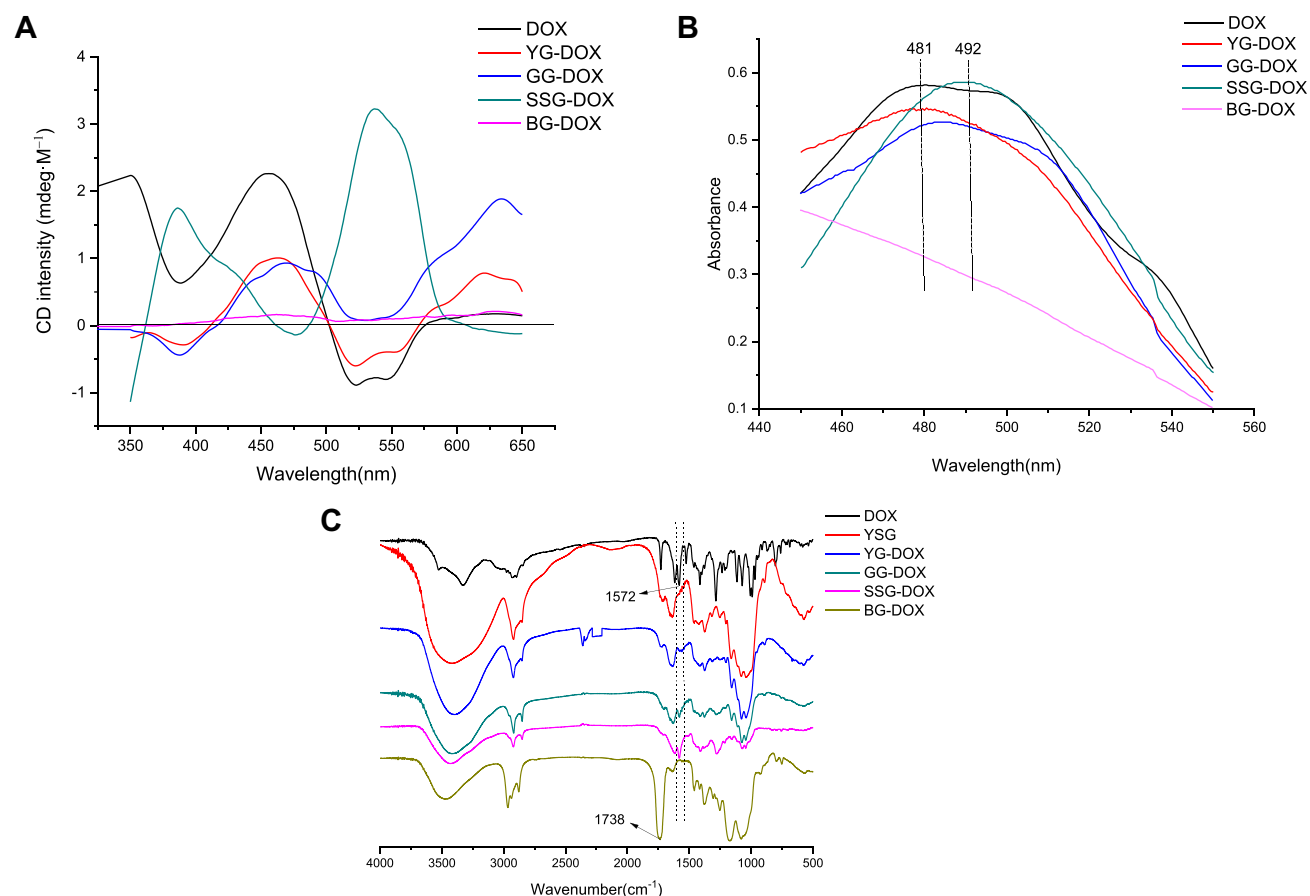 A
DOX
YG-DOX
GG-DOX
SSG-DOX
BG-DOX
4
3
2
1
0
-1
CD intensity (mdeg·M⁻¹)
350 400 450 500 550 600 650
Wavelength(nm)
B
DOX
YG-DOX
GG-DOX
SSG-DOX
BG-DOX
481 492
0.6
0.5
0.4
0.3
0.2
0.1
Absorbance
440 460 480 500 520 540 560
Wavelength(nm)
C
DOX
YSG
YG-DOX
GG-DOX
SSG-DOX
BG-DOX
1572
1738
4000 3500 3000 2500 2000 1500 1000 500
Wavenumber(cm⁻¹)